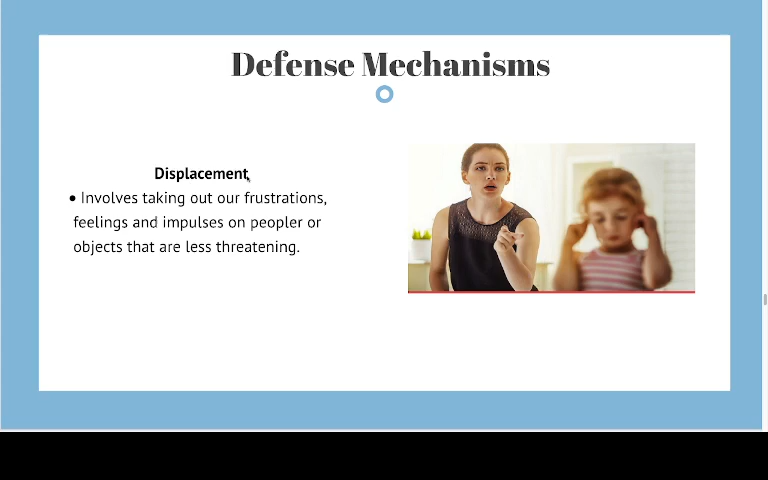 Defense Mechanisms
Displacement
• Involves taking out our frustrations,
feelings and impulses on peopler or
objects that are less threatening.